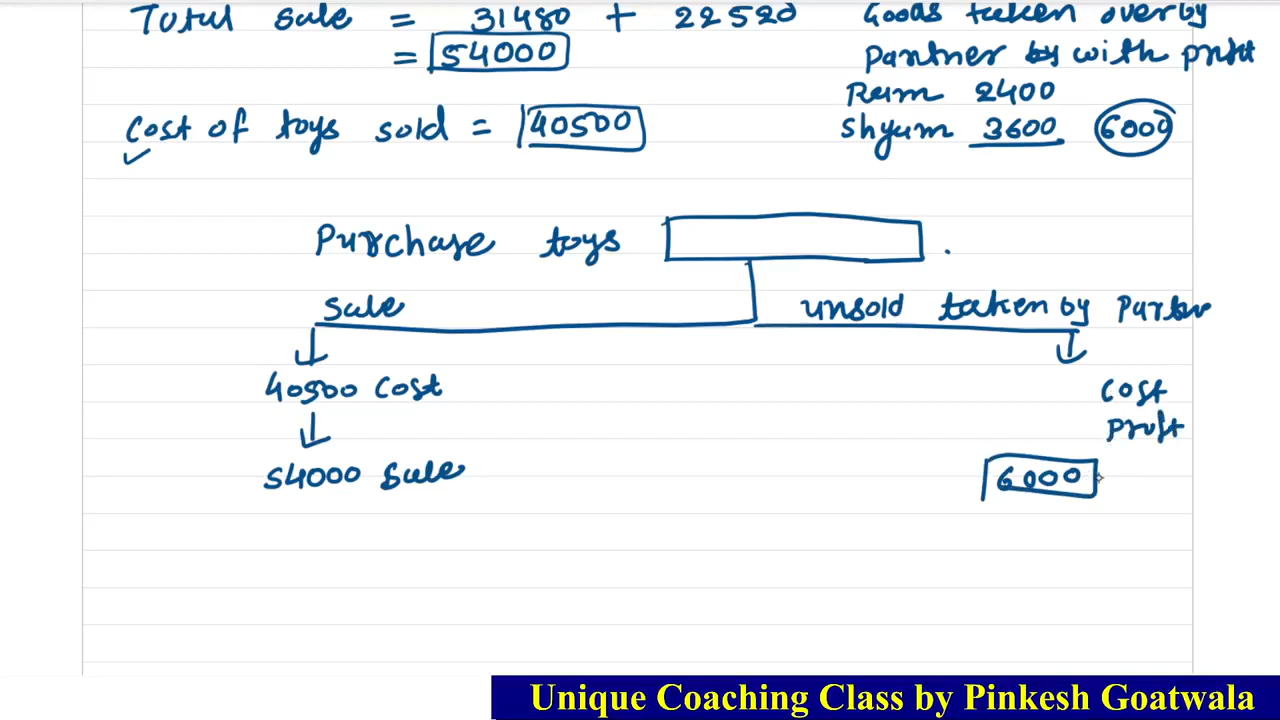 Total sale = 31480 + 22520
= 54000
Goods taken over by
Partner by with profit
Ram 2400
Shyam 3600 6000
Cost of toys sold = 40500
Purchase toys
Sale
unsold taken by Partner
40500 Cost
54000 Sale
Cost
Profit
6000
Unique Coaching Class by Pinkesh Goatwala